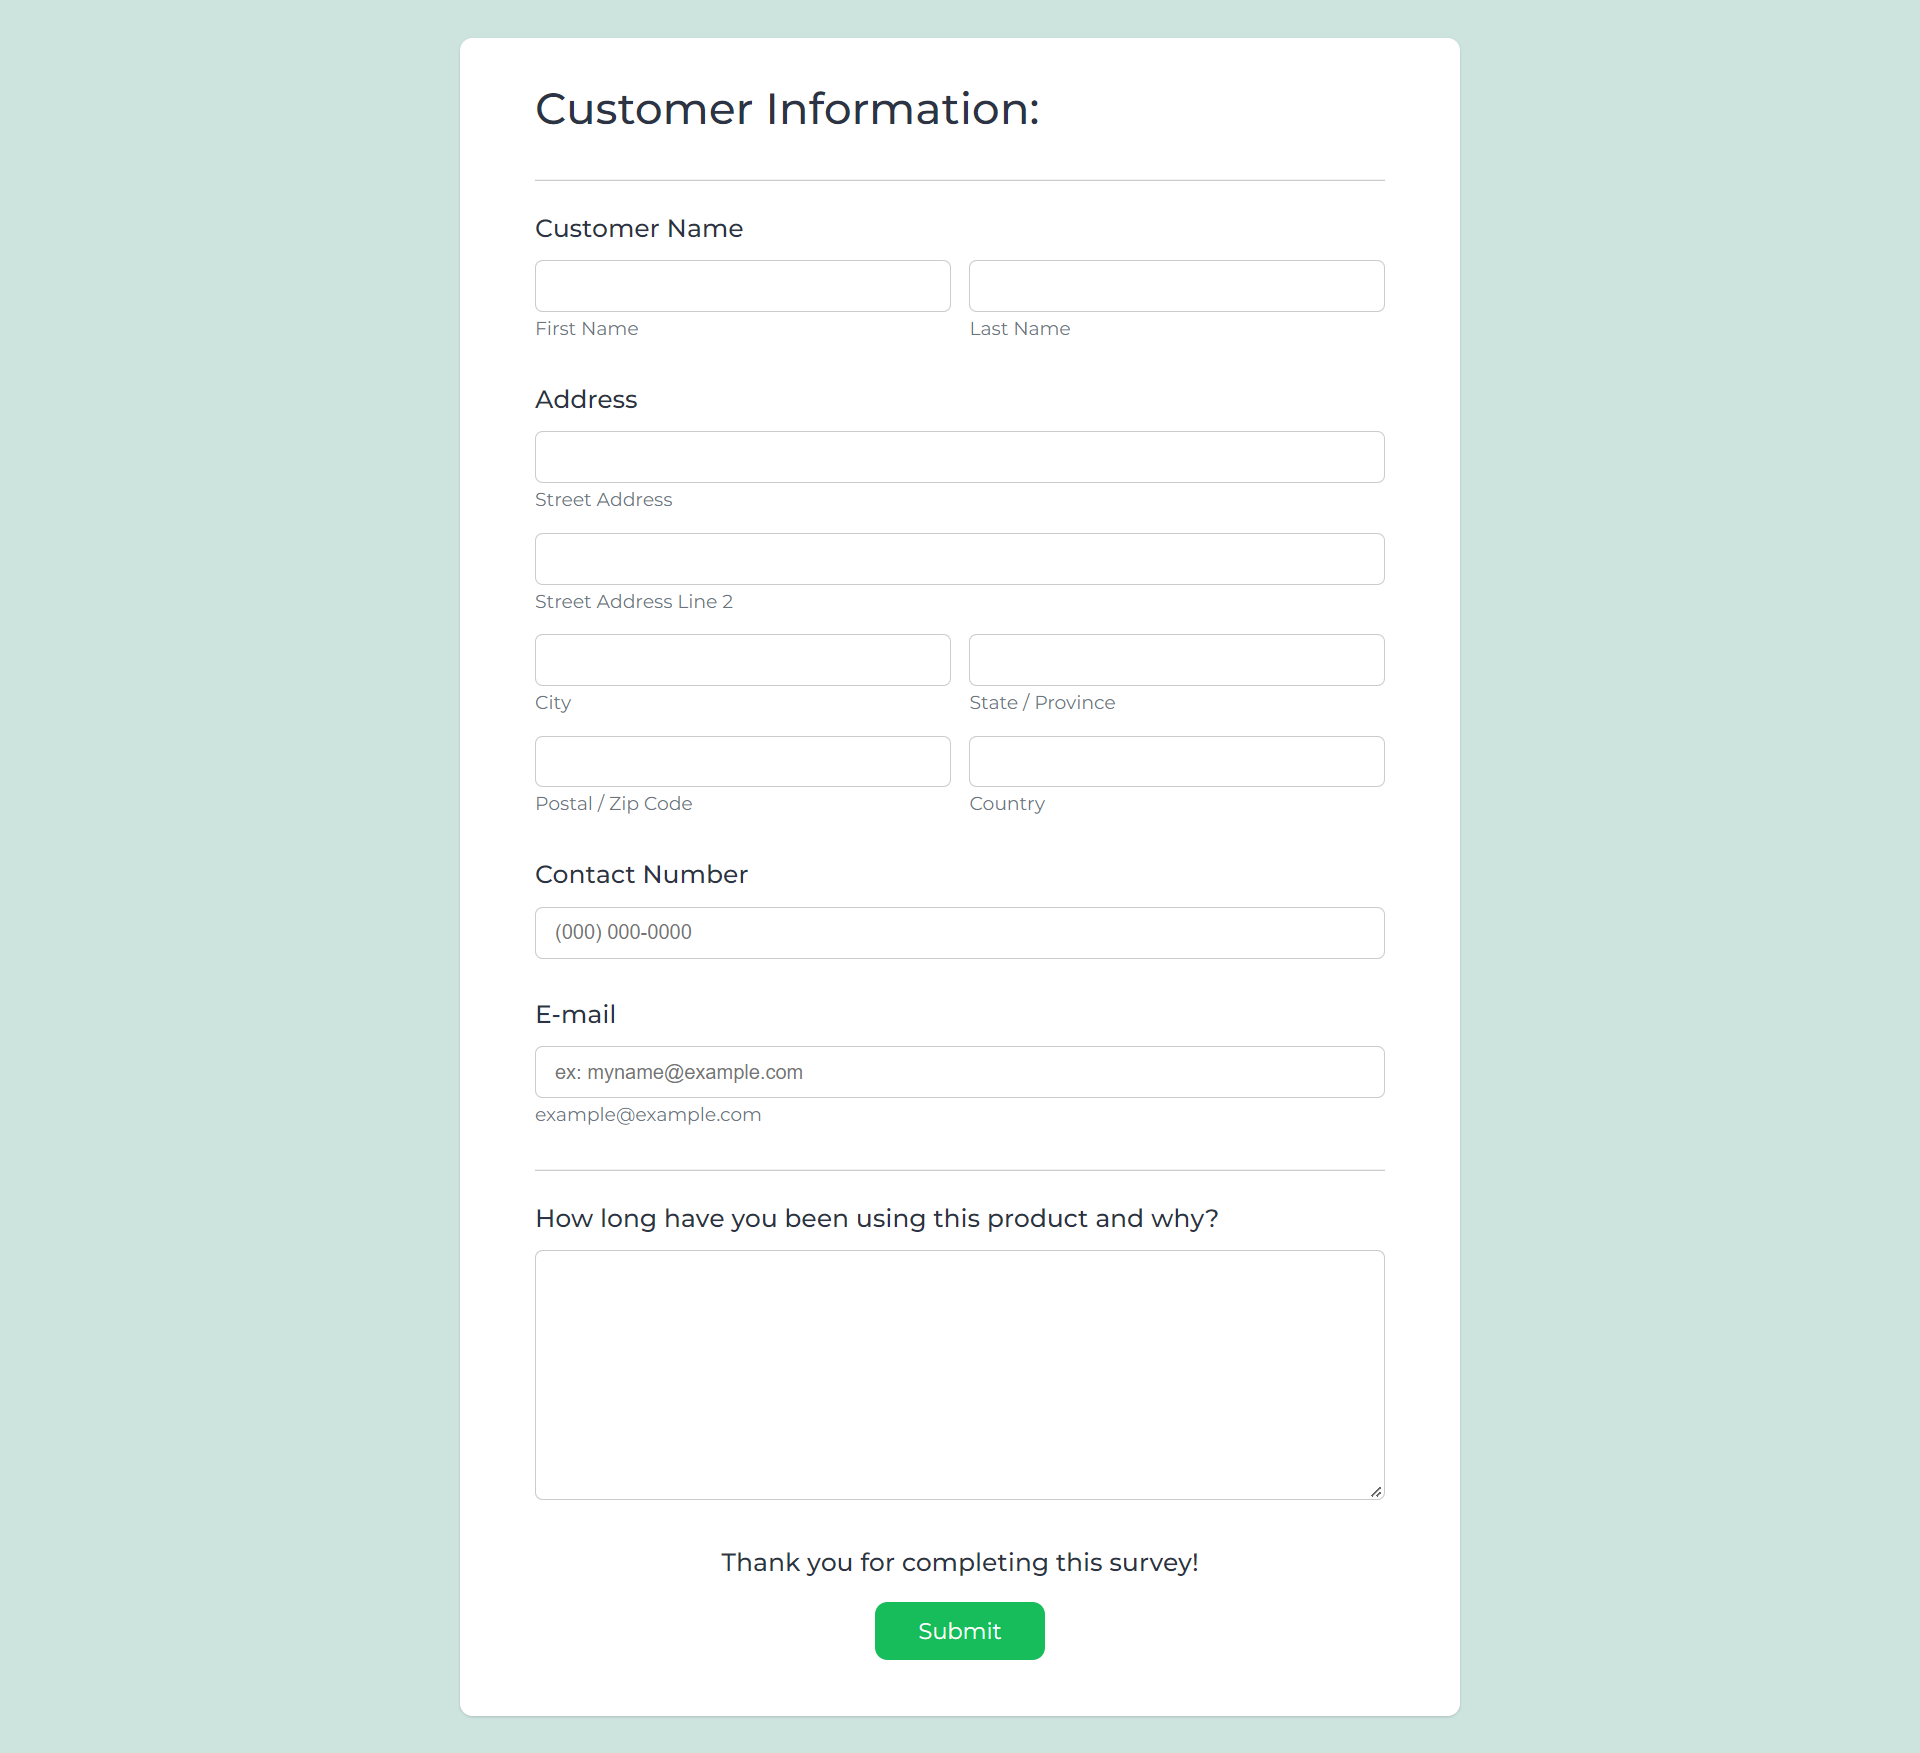 Customer Information:
Customer Name
First Name
Last Name
Address
Street Address
Street Address Line 2
City
State / Province
Postal / Zip Code
Country
Contact Number
(000) 000-0000
E-mail
ex: myname@example.com
example@example.com
How long have you been using this product and why?
Thank you for completing this survey!
Submit